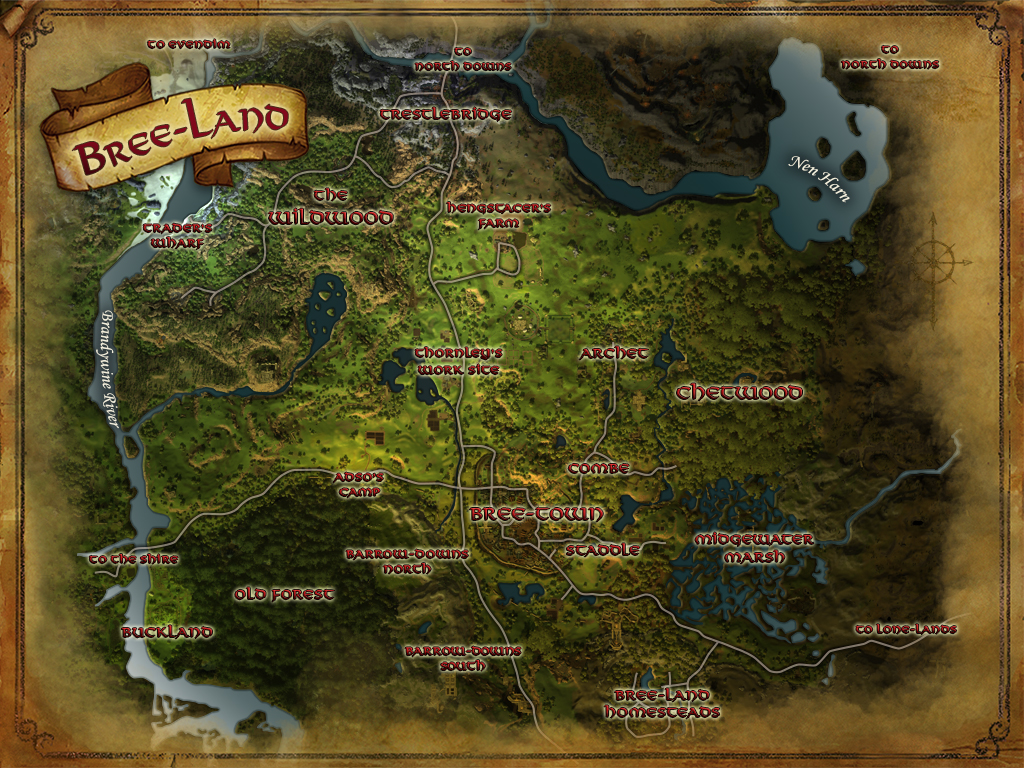 TO EVENDIM
TO
NORTH DOWNS
TO
NORTH DOWNS
BREE-LAND
TRESTLEBRIDGE
Nen Harn
THE
WILDWOOD
HENGSTACER'S
FARM
TRADER'S
WHARF
Brandywine River
THORNLEY'S
WORK SITE
ARCHET
CHETWOOD
COMBE
ADSO'S
CAMP
BREE-TOWN
MIDGEWATER
MARSH
STADDLE
BARROW-DOWNS
NORTH
TO THE SHIRE
OLD FOREST
BUCKLAND
TO LONE-LANDS
BARROW-DOWNS
SOUTH
BREE-LAND
HOMESTEADS